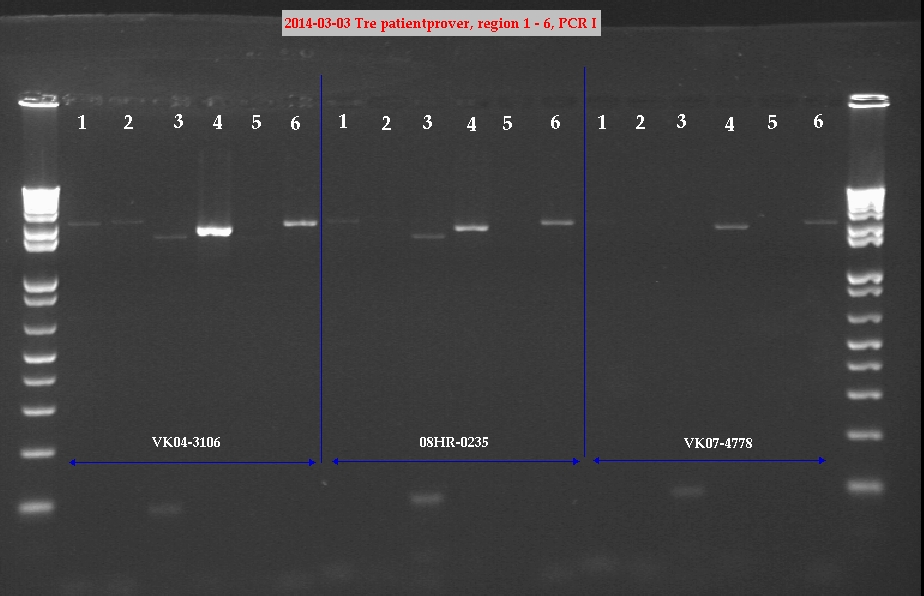 2014-03-03 Tre patientprover, region 1 - 6, PCR I
1 2 3 4 5 6 1 2 3 4 5 6 1 2 3 4 5 6
VK04-3106 08HR-0235 VK07-4778